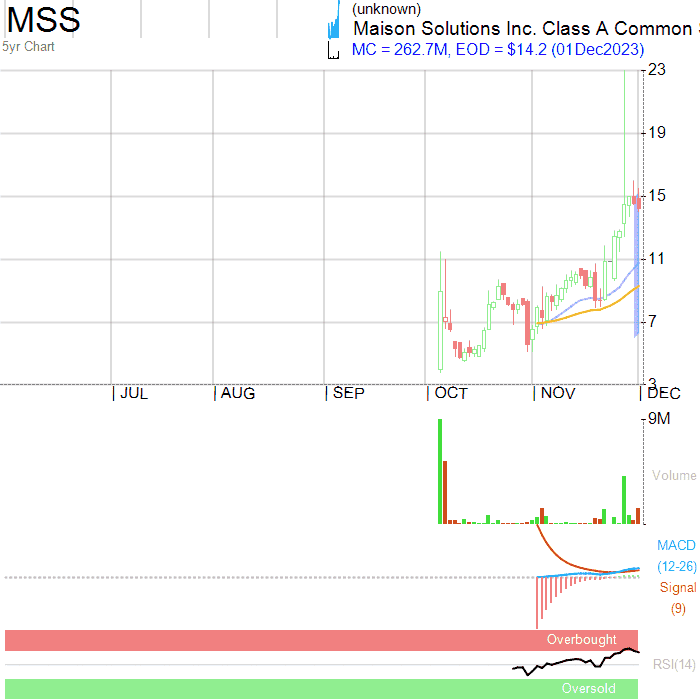 MSS
5yr Chart
(unknown)
Maison Solutions Inc. Class A Common
MC = 262.7M, EOD = $14.2 (01Dec2023)
23
19
15
11
7
3
JUL
AUG
SEP
OCT
NOV
DEC
9M
Volume
MACD
(12-26)
Signal
(9)
Overbought
RSI(14)
Oversold